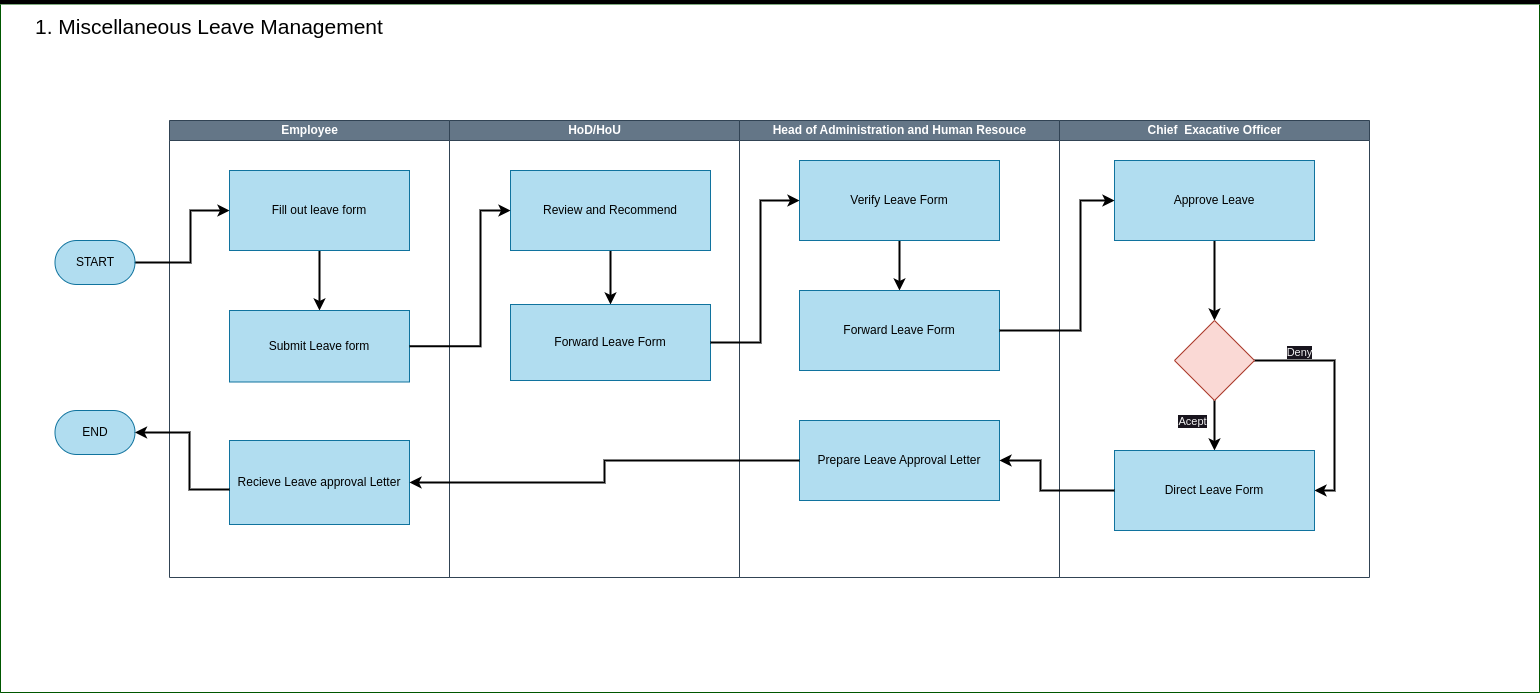 1. Miscellaneous Leave Management
Employee
HoD/HoU
Head of Administration and Human Resouce
Chief  Exacative Officer
Fill out leave form
Review and Recommend
Verify Leave Form
Approve Leave
START
Submit Leave form
Forward Leave Form
Forward Leave Form
Deny
Acept
END
Recieve Leave approval Letter
Prepare Leave Approval Letter
Direct Leave Form